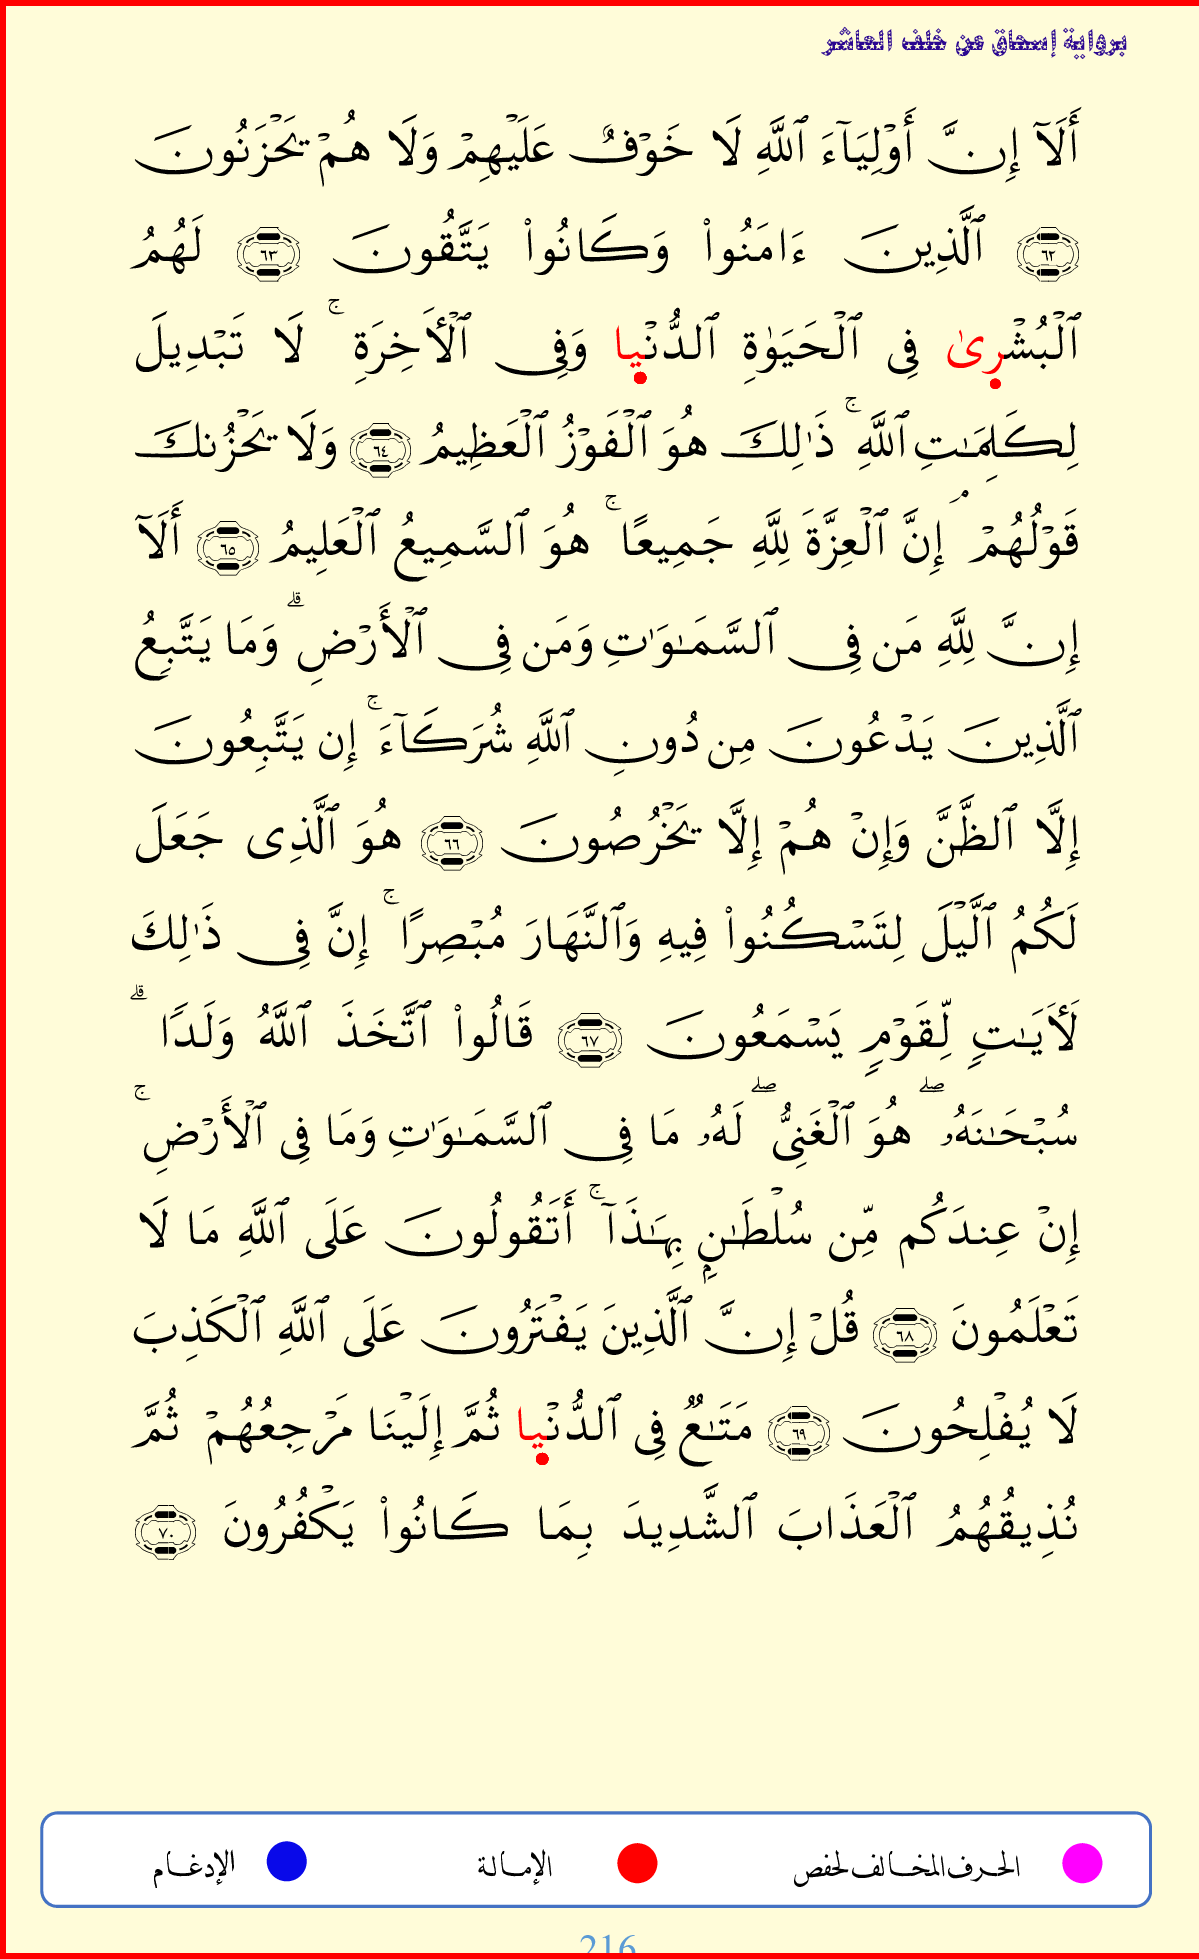 برواية إسحاق عن خلف العاشر
أَلَآ إِنَّ أَوْلِيَآءَ ٱللَّهِ لَا خَوْفٌ عَلَيْهِمْ وَلَا هُمْ يَحْزَنُونَ
٦٢ ٱلَّذِينَ ءَامَنُوا۟ وَكَانُوا۟ يَتَّقُونَ ٦٣ لَهُمُ
ٱلْبُشْرِىٰ فِى ٱلْحَيَوٰةِ ٱلدُّنْيا وَفِى ٱلْأَخِرَةِ ۚ لَا تَبْدِيلَ
لِكَلِمَـٰتِ ٱللَّهِ ۚ ذَٰلِكَ هُوَ ٱلْفَوْزُ ٱلْعَظِيمُ ٦٤ وَلَا يَحْزُنكَ
قَوْلُهُمْ ۘ إِنَّ ٱلْعِزَّةَ لِلَّهِ جَمِيعًا ۚ هُوَ ٱلسَّمِيعُ ٱلْعَلِيمُ ٦٥ أَلَآ
إِنَّ لِلَّهِ مَن فِى ٱلسَّمَـٰوَٰتِ وَمَن فِى ٱلْأَرْضِ ۗ وَمَا يَتَّبِعُ
ٱلَّذِينَ يَدْعُونَ مِن دُونِ ٱللَّهِ شُرَكَآءَ ۚ إِن يَتَّبِعُونَ
إِلَّا ٱلظَّنَّ وَإِنْ هُمْ إِلَّا يَخْرُصُونَ ٦٦ هُوَ ٱلَّذِى جَعَلَ
لَكُمُ ٱلَّيْلَ لِتَسْكُنُوا۟ فِيهِ وَٱلنَّهَارَ مُبْصِرًا ۚ إِنَّ فِى ذَٰلِكَ
لَأَيَـٰتٍ لِّقَوْمٍ يَسْمَعُونَ ٦٧ قَالُوا۟ ٱتَّخَذَ ٱللَّهُ وَلَدًا ۗ
سُبْحَـٰنَهُۥ ۖ هُوَ ٱلْغَنِىُّ ۖ لَهُۥ مَا فِى ٱلسَّمَـٰوَٰتِ وَمَا فِى ٱلْأَرْضِ ۚ
إِنْ عِندَكُم مِّن سُلْطَـٰنٍۭ بِهَـٰذَآ ۚ أَتَقُولُونَ عَلَى ٱللَّهِ مَا لَا
تَعْلَمُونَ ٦٨ قُلْ إِنَّ ٱلَّذِينَ يَفْتَرُونَ عَلَى ٱللَّهِ ٱلْكَذِبَ
لَا يُفْلِحُونَ ٦٩ مَتَـٰعٌ فِى ٱلدُّنْيا ثُمَّ إِلَيْنَا مَرْجِعُهُمْ ثُمَّ
نُذِيقُهُمُ ٱلْعَذَابَ ٱلشَّدِيدَ بِمَا كَانُوا۟ يَكْفُرُونَ ٧٠
الحرف المخالف لحفص الإمالة الإدغام
216